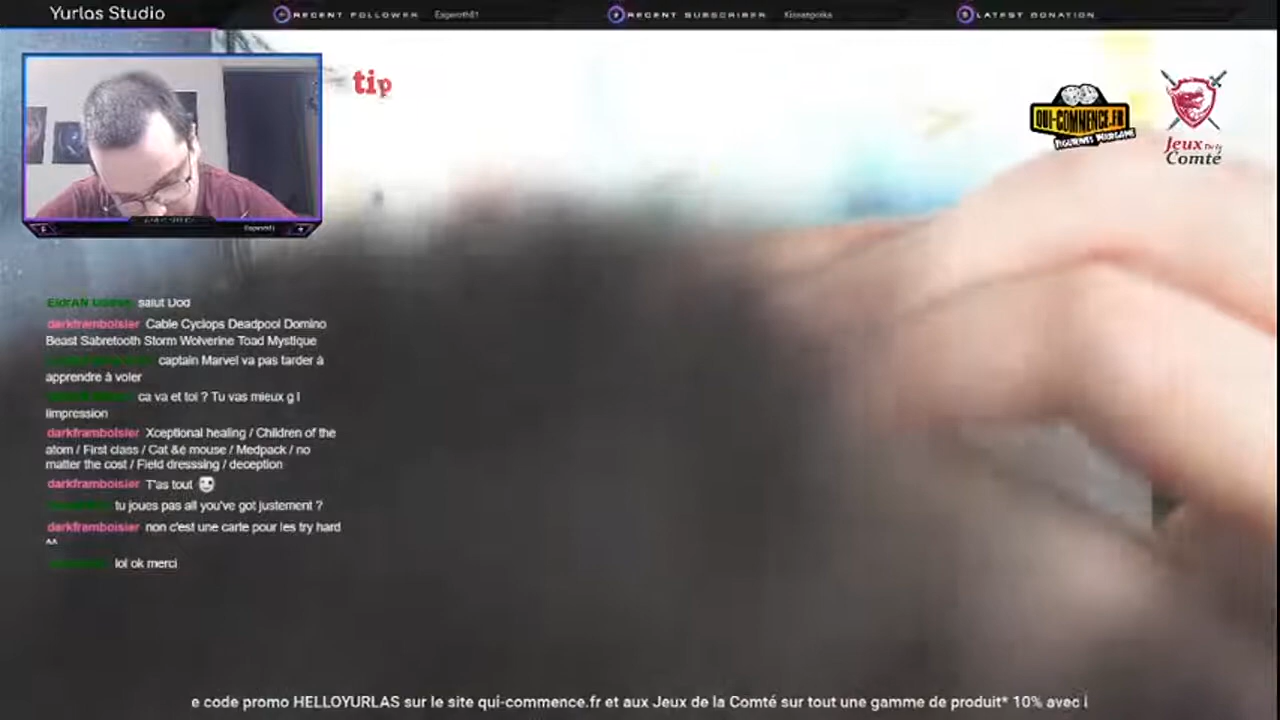 Yurlas Studio
RECENT FOLLOWER
RECENT SUBSCRIBER
LATEST DONATION
tip
QUI-COMMENCE.FR
FIGURINES WARGAME
Jeux De la
Comté
salut
darkframboisier Cable Cyclops Deadpool Domino
Beast Sabretooth Storm Wolverine Toad Mystique
captain Marvel va pas tarder à
apprendre à voler
ca va et toi ? Tu vas mieux g l
limpression
darkframboisier Xceptional healing / Children of the
atom / First class / Cat &é mouse / Medpack / no
matter the cost / Field dresssing / deception
darkframboisier T'as tout
tu joues pas all you've got justement ?
darkframboisier non c'est une carte pour les try hard
^^
lol ok merci
e code promo HELLOYURLAS sur le site qui-commence.fr et aux Jeux de la Comté sur tout une gamme de produit* 10% avec l